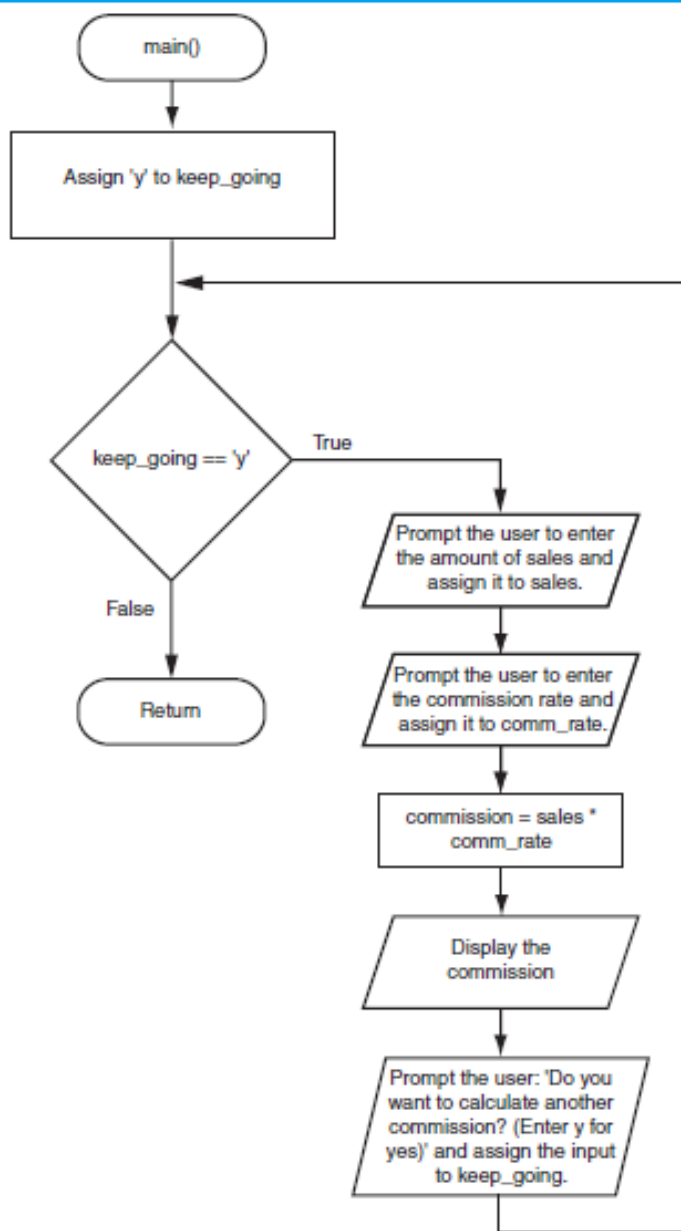 main()
Assign 'y' to keep_going
keep_going == 'y'
True
False
Return
Prompt the user to enter
the amount of sales and
assign it to sales.
Prompt the user to enter
the commission rate and
assign it to comm_rate.
commission = sales *
comm_rate
Display the
commission
Prompt the user: 'Do you
want to calculate another
commission? (Enter y for
yes)' and assign the input
to keep_going.